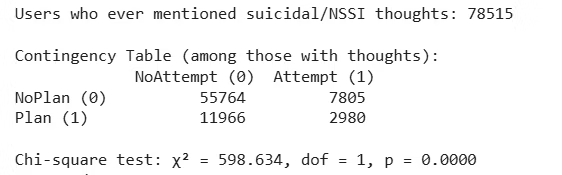 Users who ever mentioned suicidal/NSSI thoughts: 78515
Contingency Table (among those with thoughts):
NoAttempt (0) Attempt (1)
NoPlan (0) 55764 7805
Plan (1) 11966 2980
Chi-square test: χ² = 598.634, dof = 1, p = 0.0000